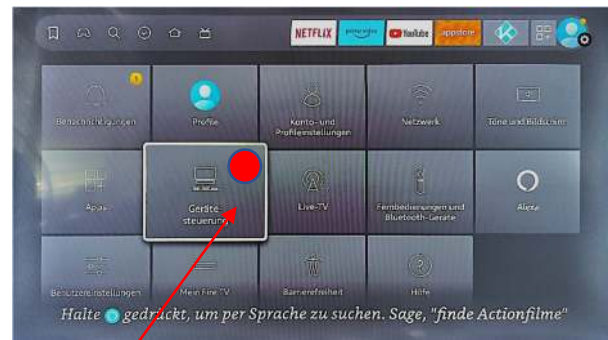 NETFLIX
prime video
YouTube
appstore
Benachrichtigungen
Profile
Konto- und
Profileinstellungen
Netzwerk
Töne und Bildschirm
Apps
Geräte-
steuerung
Live-TV
Fernbedienungen und
Bluetooth-Geräte
Alexa
Benutzereinstellungen
Mein Fire TV
Barrierefreiheit
Hilfe
Halte gedrückt, um per Sprache zu suchen. Sage, "finde Actionfilme"